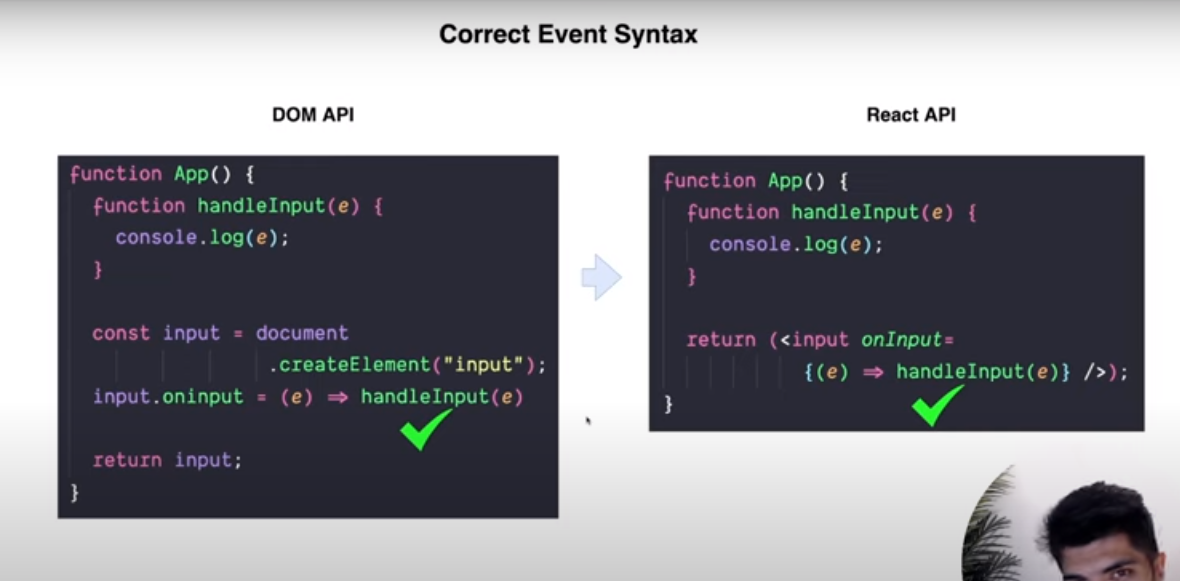 Correct Event Syntax
DOM API
function App() {
function handleInput(e) {
console.log(e);
}
const input = document
.createElement("input");
input.oninput = (e) ⇒ handleInput(e)
return input;
}
React API
function App() {
function handleInput(e) {
console.log(e);
}
return (<input onInput=
{(e) ⇒ handleInput(e)} />);
}